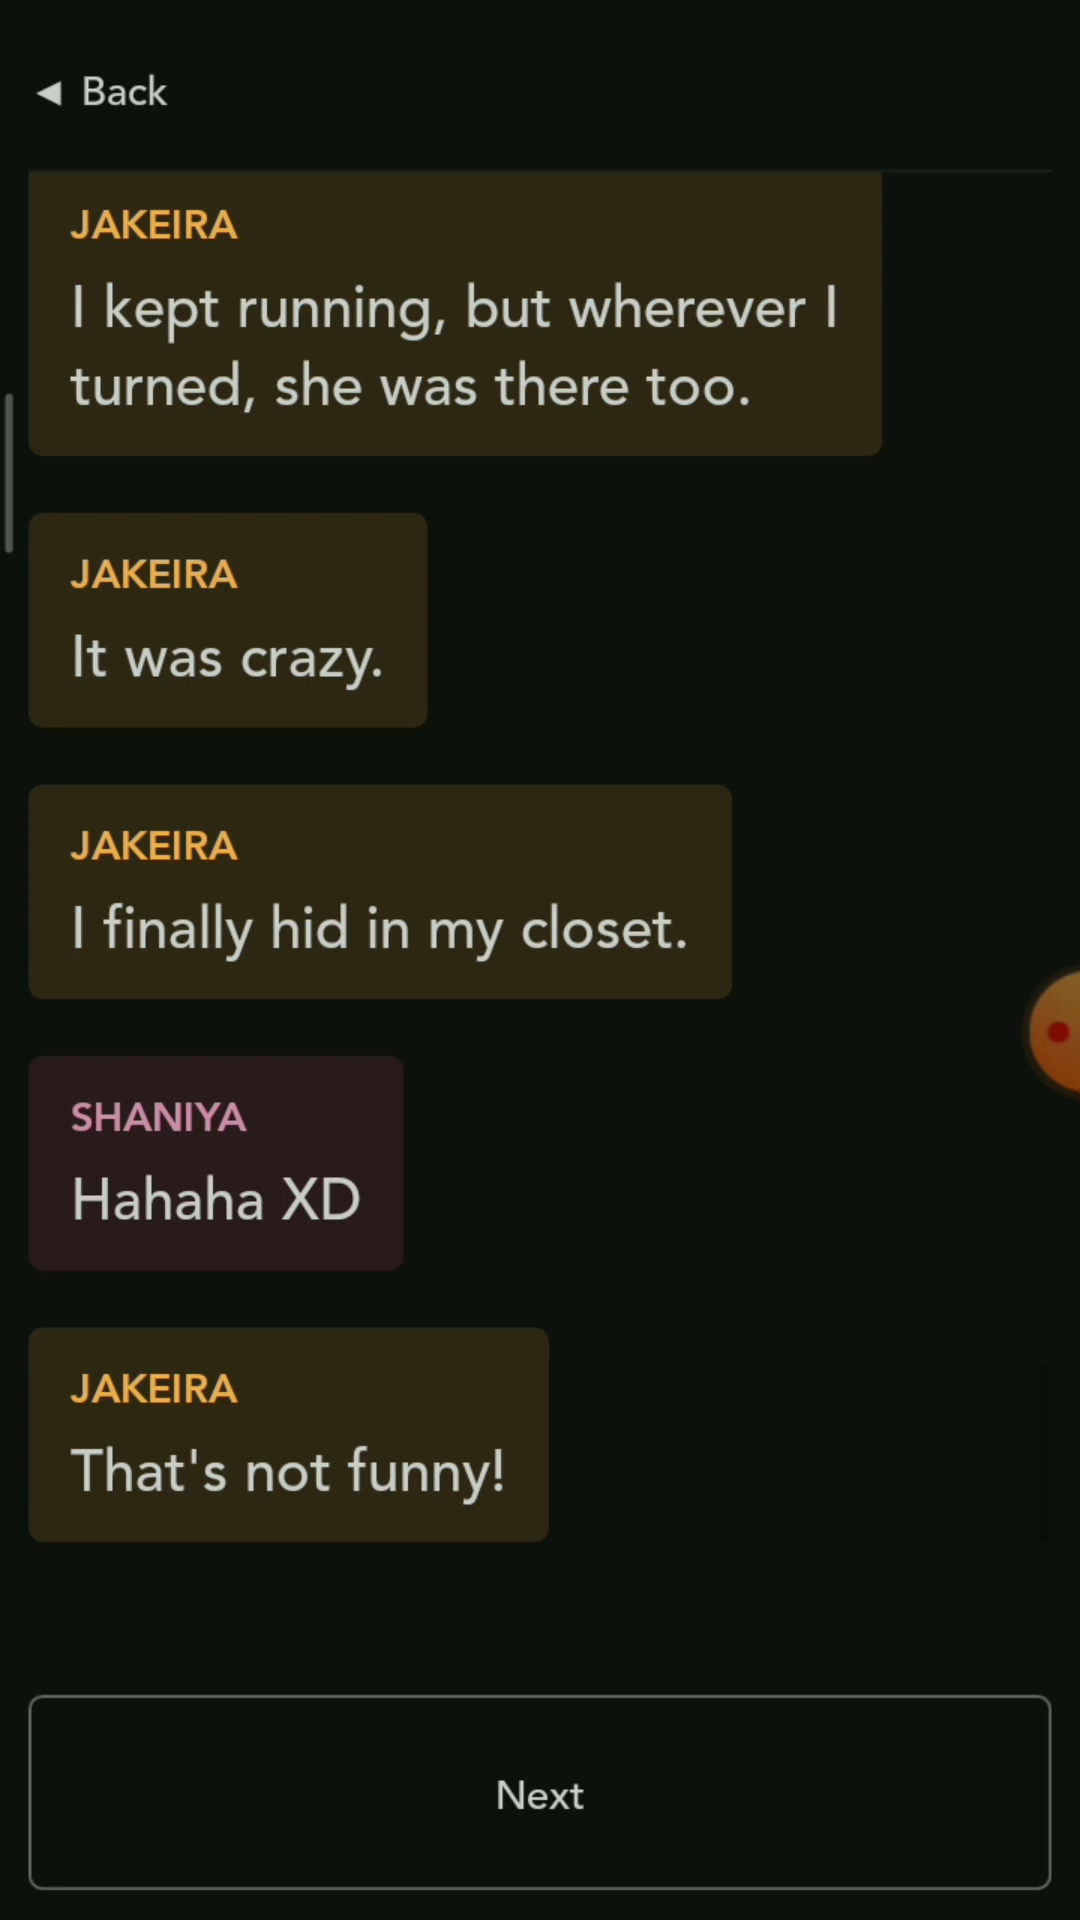 ◄ Back
JAKEIRA
I kept running, but wherever I
turned, she was there too.
JAKEIRA
It was crazy.
JAKEIRA
I finally hid in my closet.
SHANIYA
Hahaha XD
JAKEIRA
That's not funny!
Next